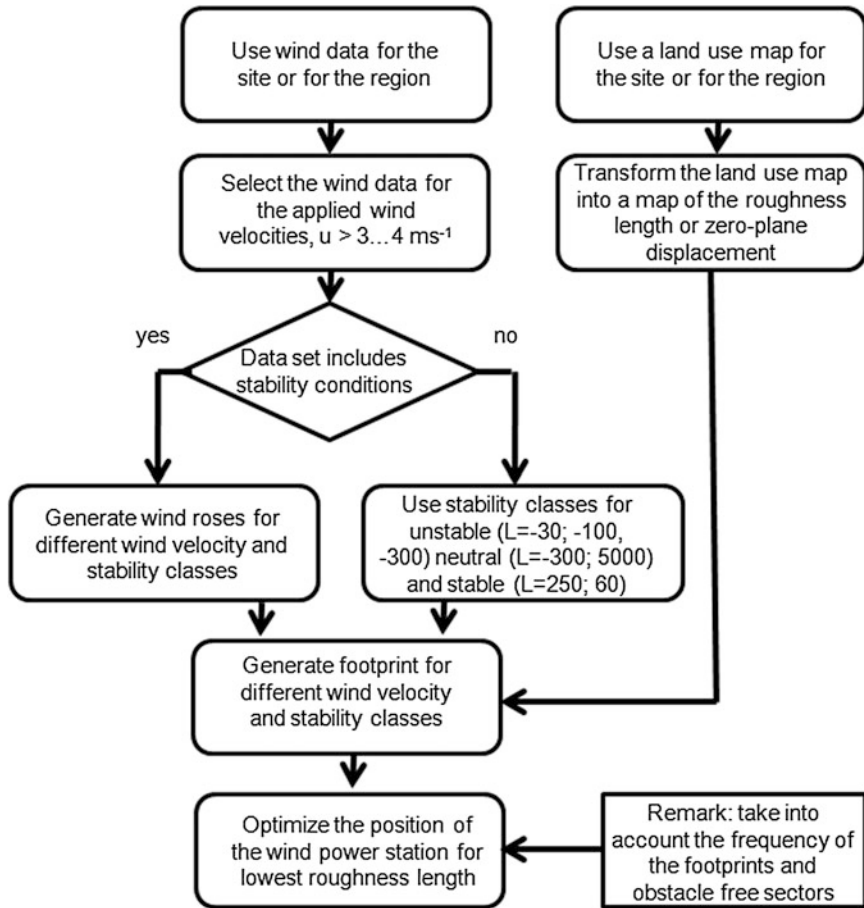 Use wind data for the
site or for the region
Use a land use map for
the site or for the region
Select the wind data for
the applied wind
velocities, u > 3…4 ms⁻¹
Transform the land use map
into a map of the roughness
length or zero-plane
displacement
yes
no
Data set includes
stability conditions
Generate wind roses for
different wind velocity and
stability classes
Use stability classes for
unstable (L=-30; -100,
-300) neutral (L=-300; 5000)
and stable (L=250; 60)
Generate footprint for
different wind velocity
and stability classes
Optimize the position of
the wind power station for
lowest roughness length
Remark: take into
account the frequency of
the footprints and
obstacle free sectors